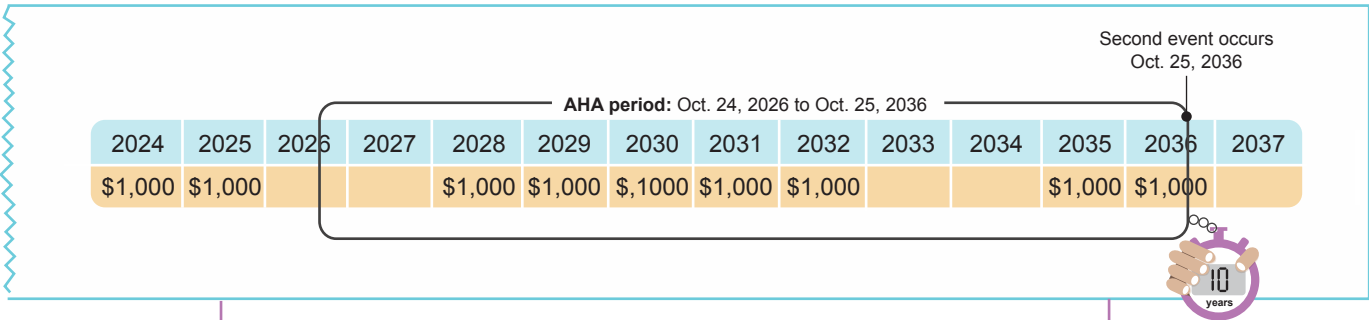 Second event occurs
Oct. 25, 2036
AHA period: Oct. 24, 2026 to Oct. 25, 2036
2024 2025 2026 2027 2028 2029 2030 2031 2032 2033 2034 2035 2036 2037
$1,000 $1,000 $1,000 $1,000 $,1000 $1,000 $1,000 $1,000 $1,000
10
years